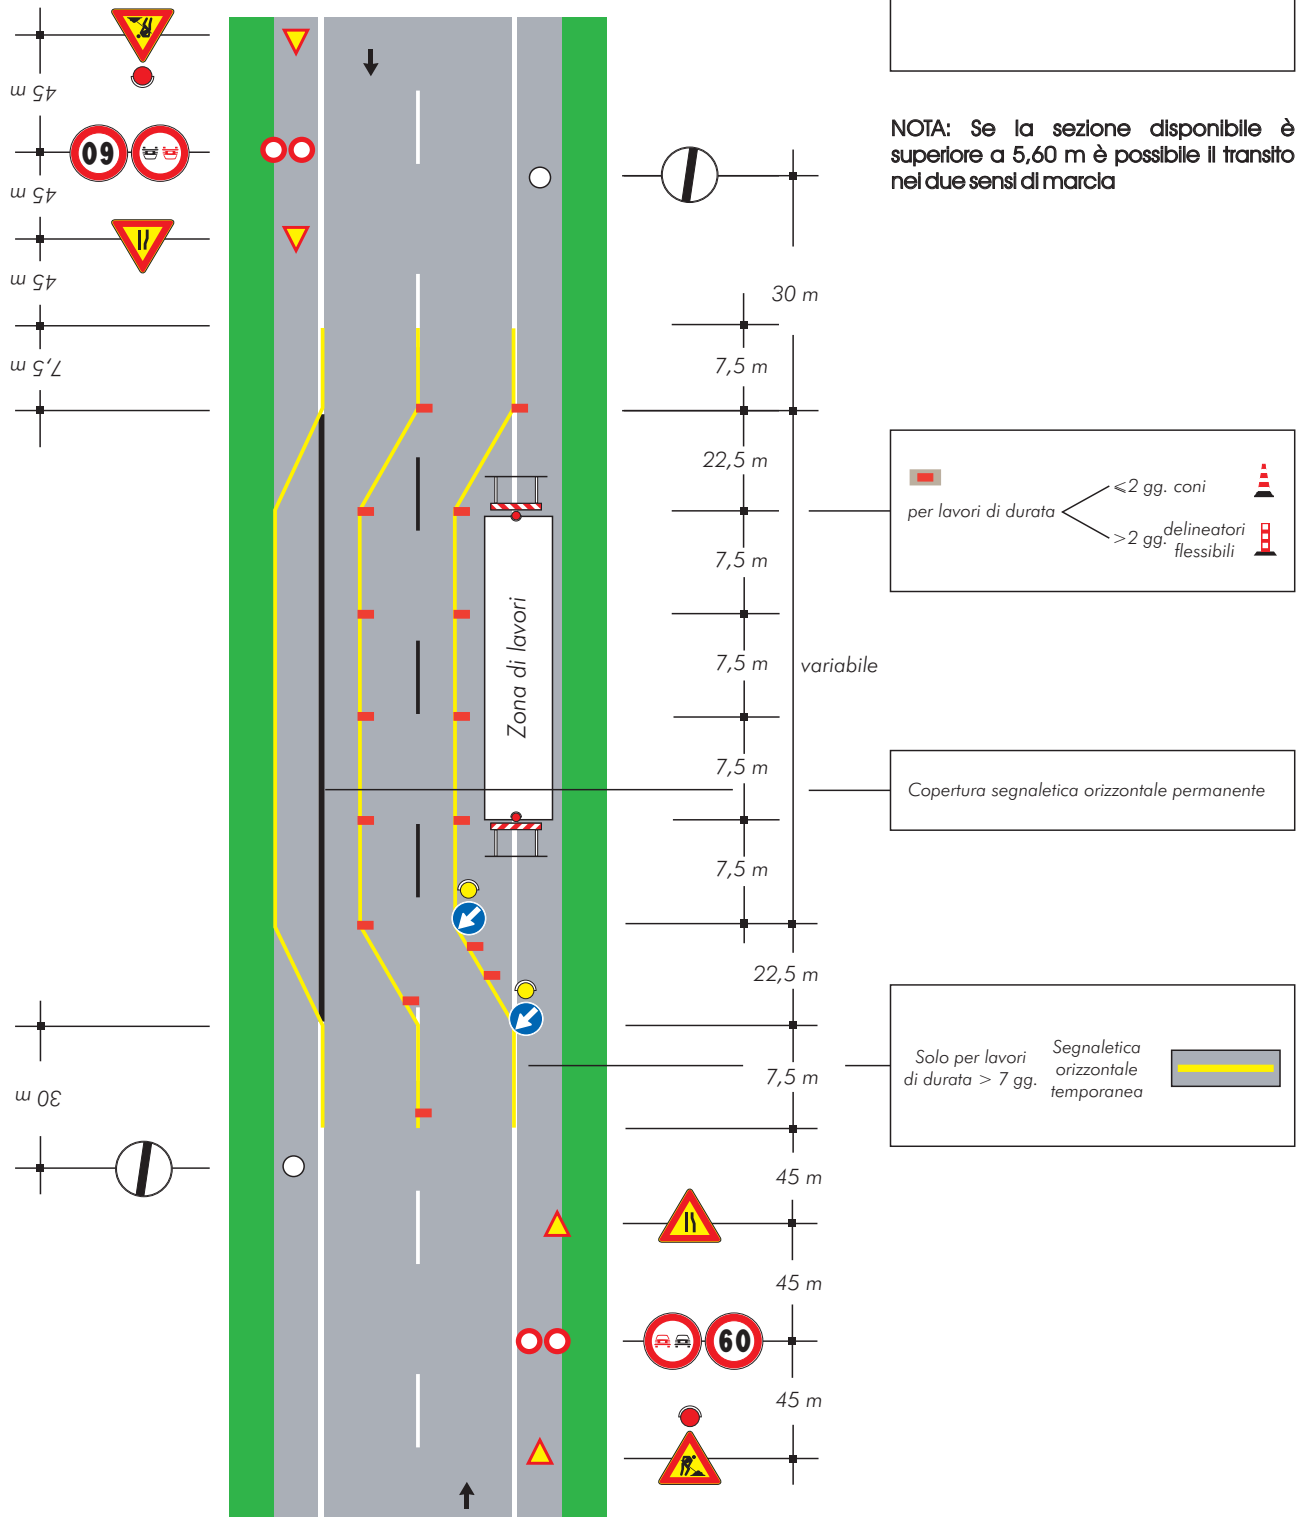 45 m
60
45 m
45 m
7,5 m
30 m
NOTA: Se la sezione disponibile è
superiore a 5,60 m è possibile il transito
nei due sensi di marcia
30 m
7,5 m
22,5 m
7,5 m
7,5 m
7,5 m
7,5 m
variabile
22,5 m
7,5 m
45 m
45 m
60
45 m
Zona di lavori
per lavori di durata
⩽2 gg. coni
>2 gg. delineatori
flessibili
Copertura segnaletica orizzontale permanente
Solo per lavori
di durata > 7 gg.
Segnaletica
orizzontale
temporanea